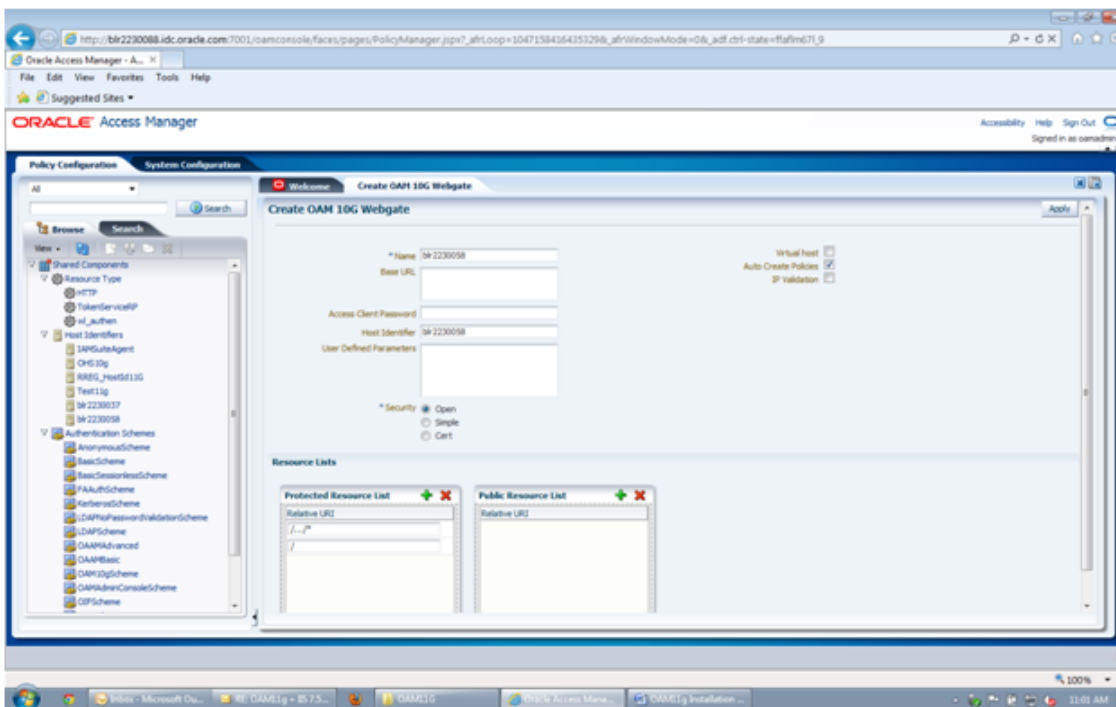 http://blr2230088.idc.oracle.com:7001/oamconsole/faces/pages/PolicyManager.jspx?_afrLoop=1047158416435329&_afrWindowMode=0&_adf.ctrl-state=
Oracle Access Manager - A...
File Edit View Favorites Tools Help
Suggested Sites
ORACLE Access Manager
Accessibility Help Sign Out
Signed in as oamadmin
Policy Configuration System Configuration
All
Search
Browse Search
View
Shared Components
Resource Type
HTTP
TokenServiceRP
wl_authen
Host Identifiers
IAMSuiteAgent
OHS10g
RREG_HostId11G
Test11g
blr2230037
blr2230058
Authentication Schemes
AnonymousScheme
BasicScheme
BasicSessionlessScheme
FAAuthScheme
KerberosScheme
LDAPNoPasswordValidationScheme
LDAPScheme
OAAMAdvanced
OAAMBasic
OAM10gScheme
OAMAdminConsoleScheme
OIFScheme
Welcome Create OAM 10G Webgate
Create OAM 10G Webgate
Apply
* Name blr2230058
Base URL
Access Client Password
Host Identifier blr2230058
User Defined Parameters
* Security Open
Simple
Cert
Virtual host
Auto Create Policies
IP Validation
Resource Lists
Protected Resource List
Relative URI
/.../*
/
Public Resource List
Relative URI
100%
Inbox - Microsoft Ou... RE: OAM11g + IIS 7.5... OAM11G Oracle Access Mana... OAM11g Installation ... 11:01 AM